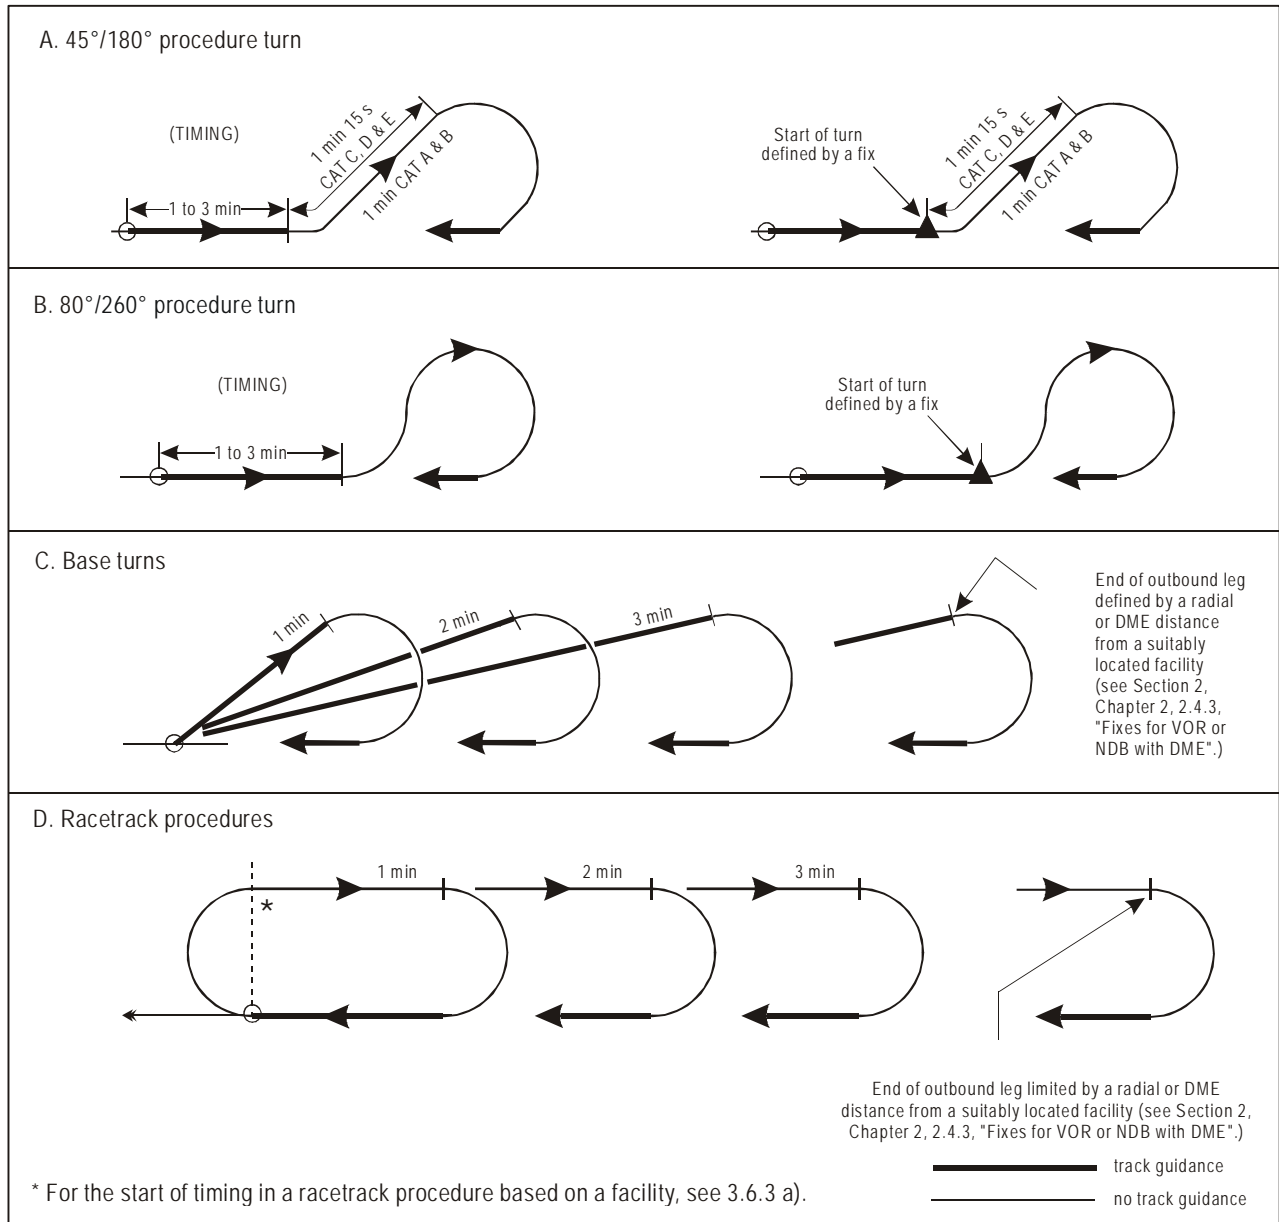 A. 45°/180° procedure turn
(TIMING)
1 to 3 min
1 min 15 s
CAT C, D & E
1 min CAT A & B
Start of turn
defined by a fix
1 min 15 s
CAT C, D & E
1 min CAT A & B
B. 80°/260° procedure turn
(TIMING)
1 to 3 min
Start of turn
defined by a fix
C. Base turns
1 min
2 min
3 min
End of outbound leg
defined by a radial
or DME distance
from a suitably
located facility
(see Section 2,
Chapter 2, 2.4.3,
"Fixes for VOR or
NDB with DME".)
D. Racetrack procedures
1 min
2 min
3 min
*
End of outbound leg limited by a radial or DME
distance from a suitably located facility (see Section 2,
Chapter 2, 2.4.3, "Fixes for VOR or NDB with DME".)
track guidance
no track guidance
* For the start of timing in a racetrack procedure based on a facility, see 3.6.3 a).